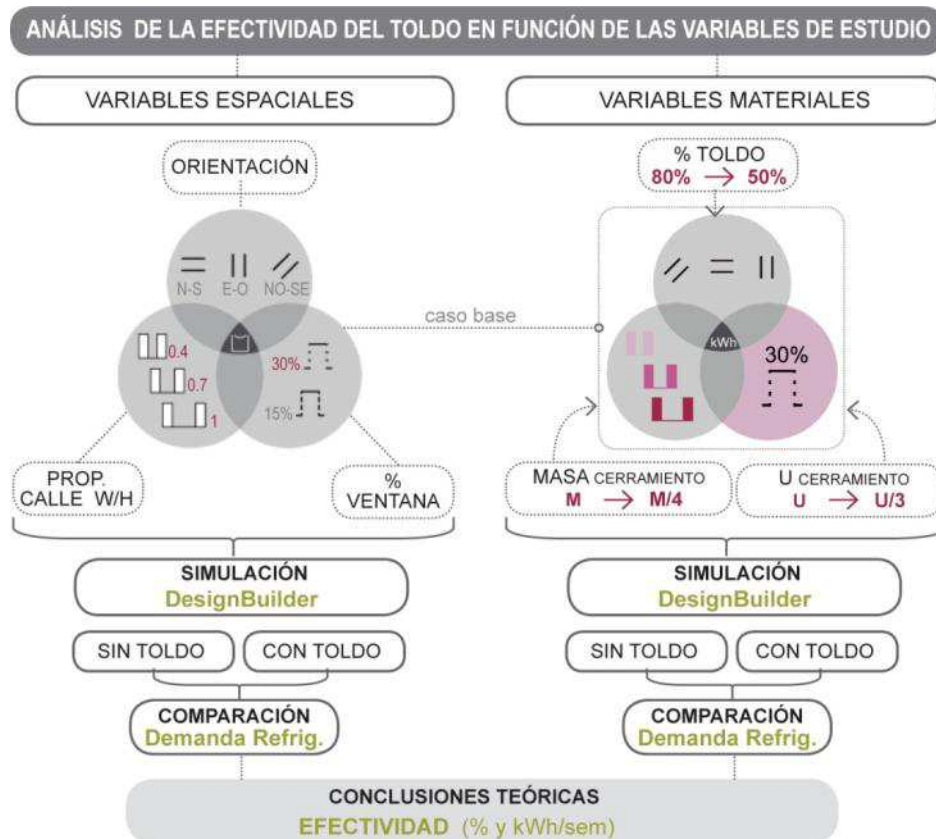 ANÁLISIS DE LA EFECTIVIDAD DEL TOLDO EN FUNCIÓN DE LAS VARIABLES DE ESTUDIO
VARIABLES ESPACIALES
ORIENTACIÓN
N-S E-O NO-SE
0.4
0.7
1
30%
15%
PROP.
CALLE W/H
%
VENTANA
caso base
SIMULACIÓN
DesignBuilder
SIN TOLDO
CON TOLDO
COMPARACIÓN
Demanda Refrig.
VARIABLES MATERIALES
% TOLDO
80% → 50%
kWh
30%
MASA CERRAMIENTO
M → M/4
U CERRAMIENTO
U → U/3
SIMULACIÓN
DesignBuilder
SIN TOLDO
CON TOLDO
COMPARACIÓN
Demanda Refrig.
CONCLUSIONES TEÓRICAS
EFECTIVIDAD (% y kWh/sem)